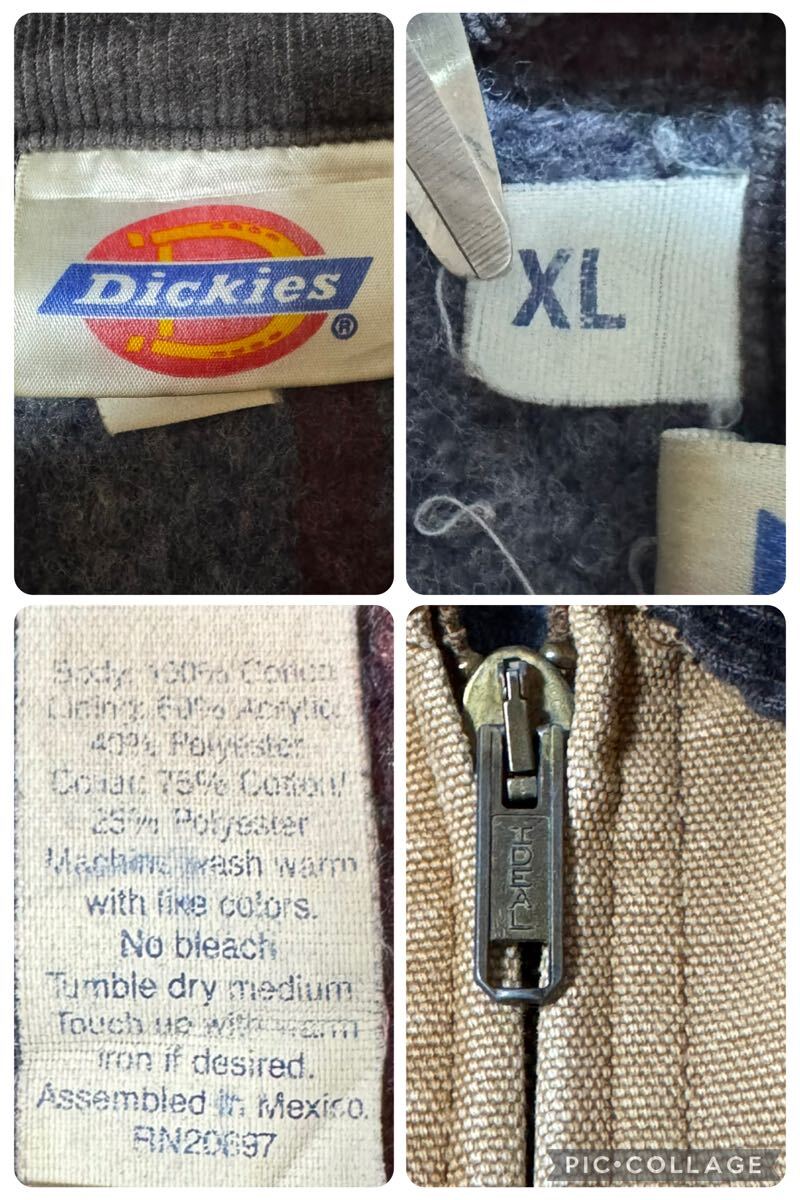 Dickies
®
XL
Body: 100% Cotton
Lining: 60% Acrylic
40% Polyester
Collar: 75% Cotton/
25% Polyester
Machine wash warm
with like colors.
No bleach
Tumble dry medium
Touch up with warm
iron if desired.
Assembled in Mexico.
RN20697
IDEAL
PIC•COLLAGE